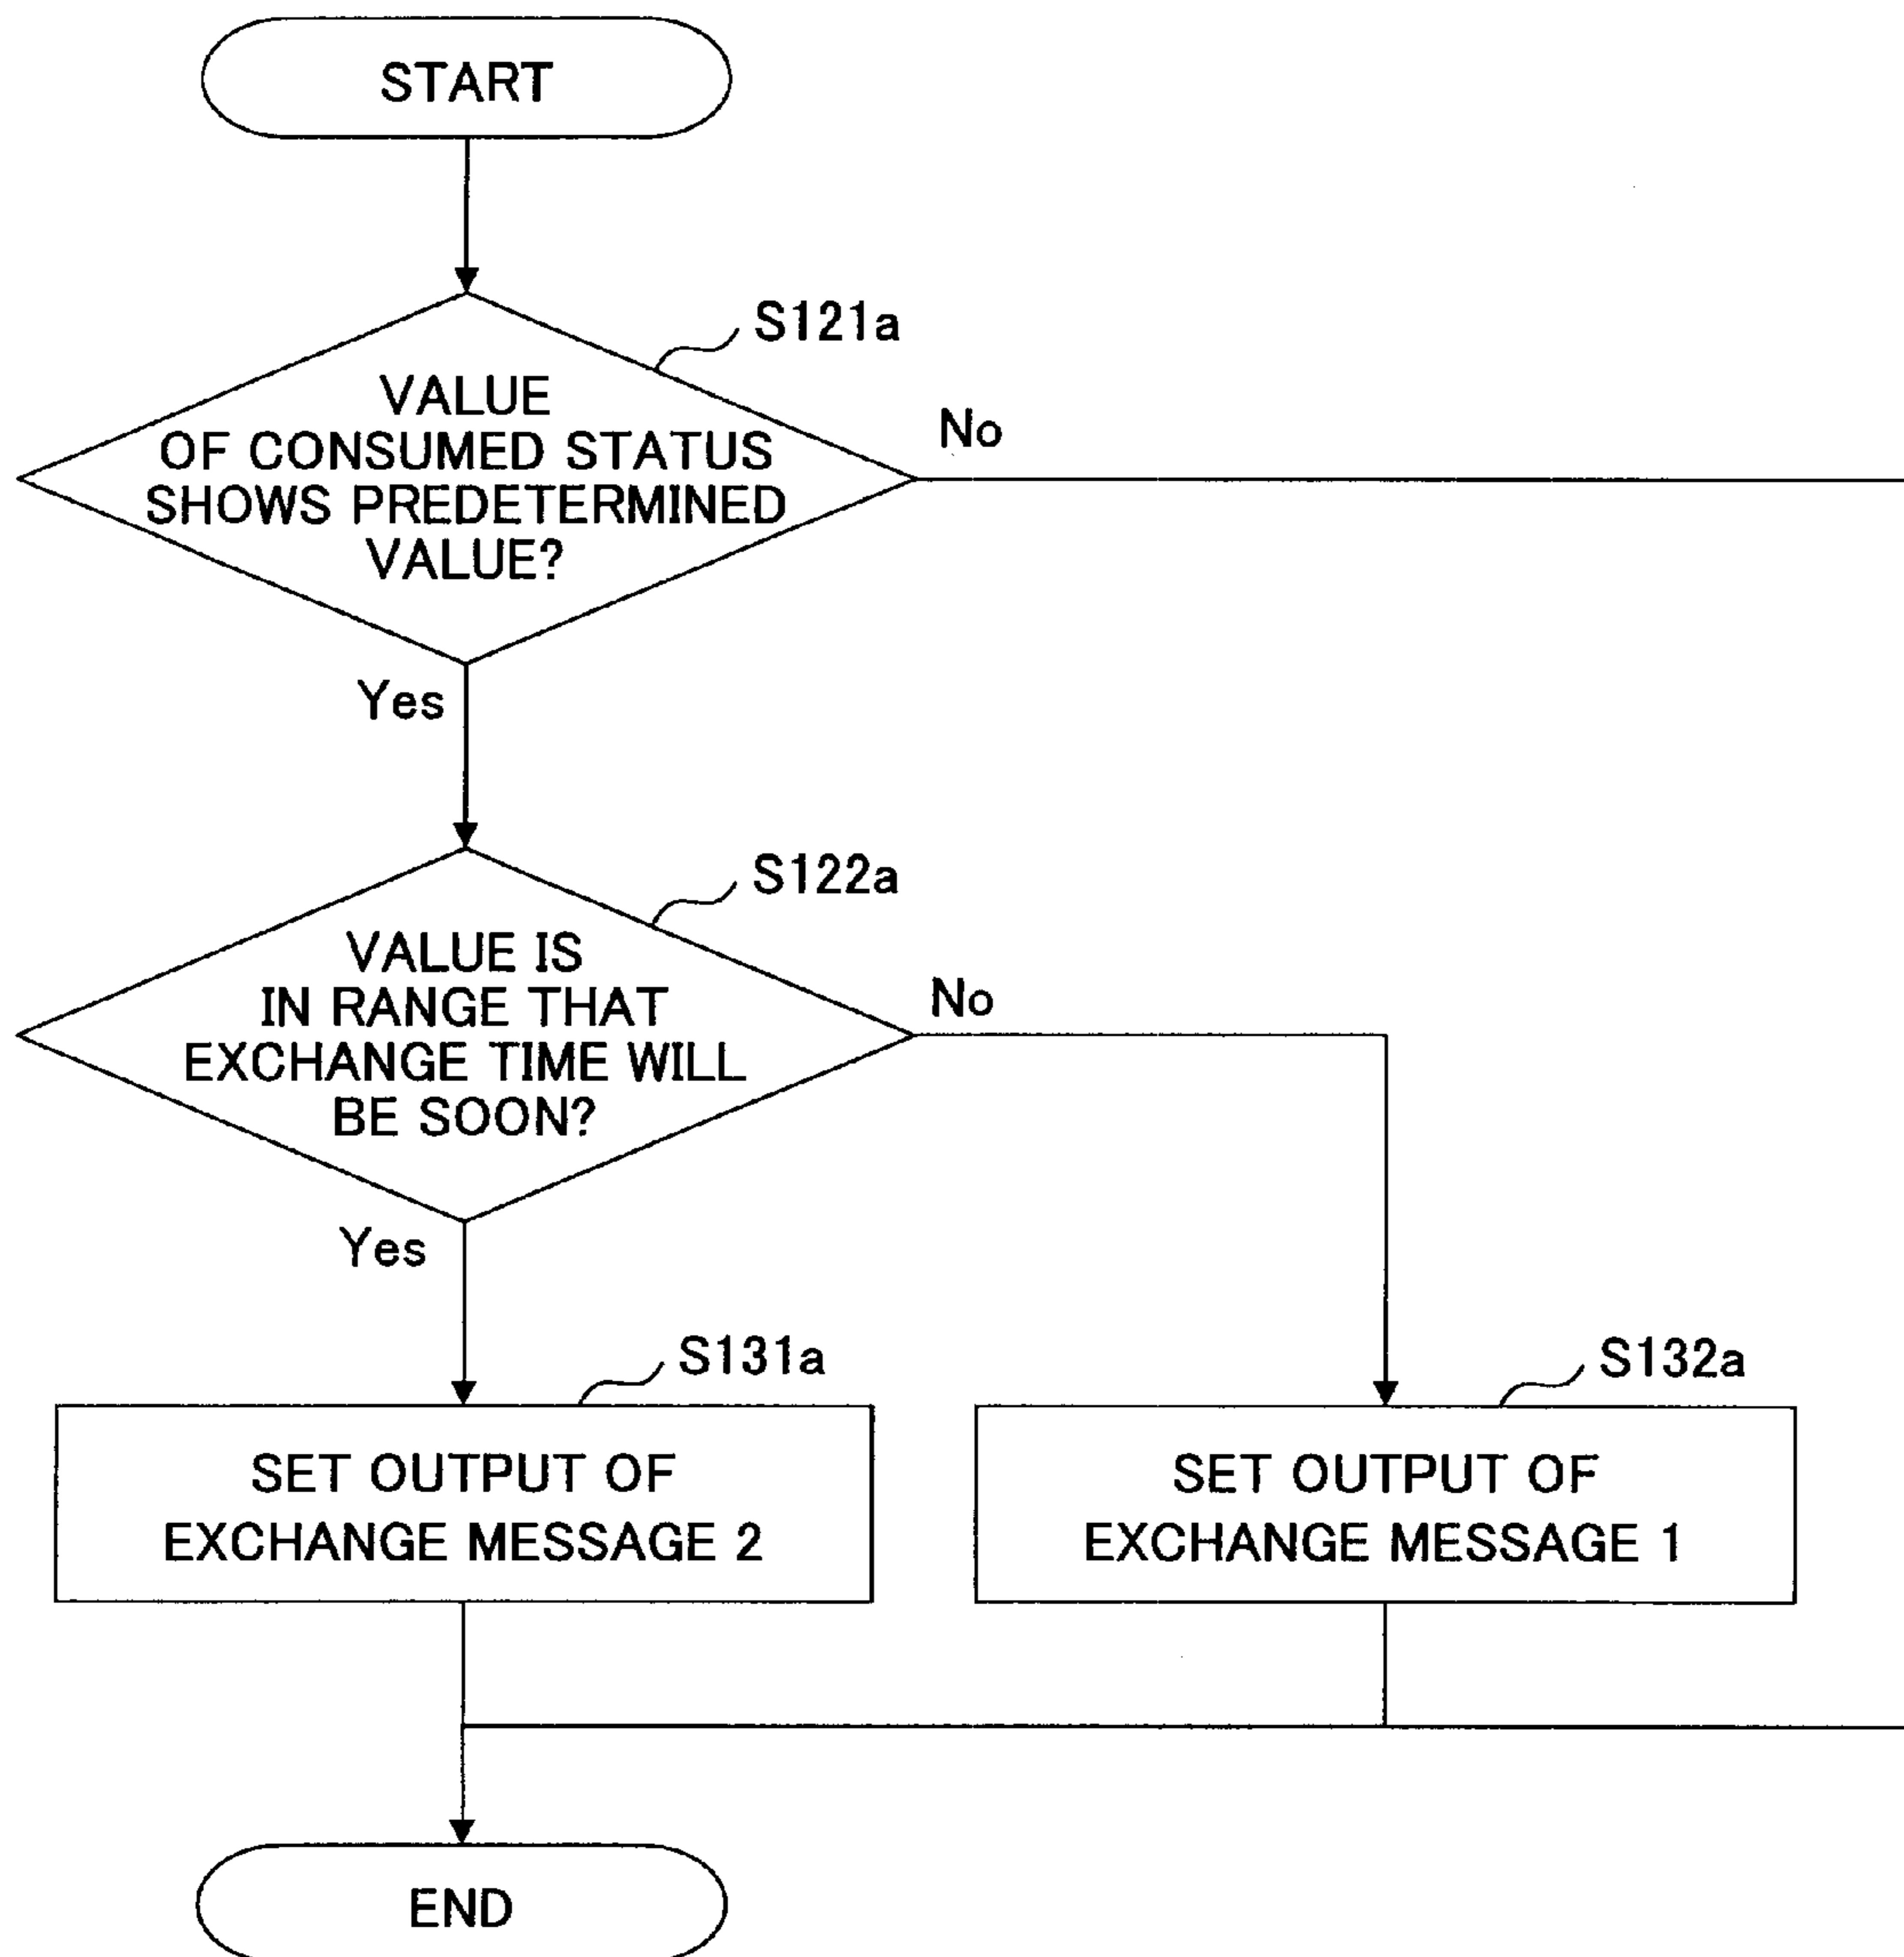 START
S121a
VALUE
OF CONSUMED STATUS
SHOWS PREDETERMINED
VALUE?
No
Yes
S122a
VALUE IS
IN RANGE THAT
EXCHANGE TIME WILL
BE SOON?
No
Yes
S131a
SET OUTPUT OF
EXCHANGE MESSAGE 2
S132a
SET OUTPUT OF
EXCHANGE MESSAGE 1
END